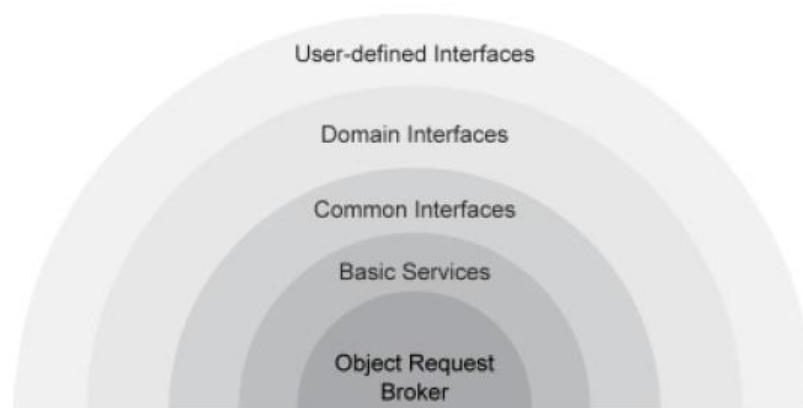 User-defined Interfaces
Domain Interfaces
Common Interfaces
Basic Services
Object Request
Broker